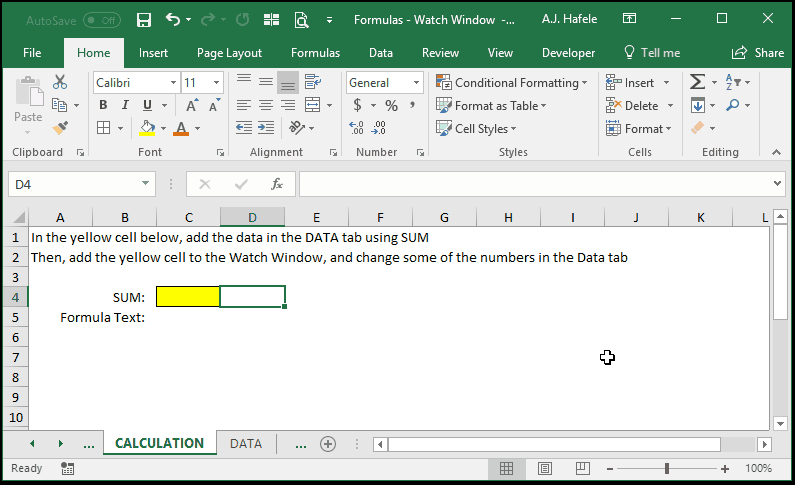 AutoSave Off Formulas - Watch Window -... A.J. Hafele
File Home Insert Page Layout Formulas Data Review View Developer Tell me Share
Calibri 11 General Conditional Formatting Insert
Paste B I U A A $ % , Format as Table Delete
A ab .00 .0 Cell Styles Format
Clipboard Font Alignment Number Styles Cells Editing
D4 fx
A B C D E F G H I J K L
1 In the yellow cell below, add the data in the DATA tab using SUM
2 Then, add the yellow cell to the Watch Window, and change some of the numbers in the Data tab
3
4 SUM:
5 Formula Text:
6
7
8
9
10
... CALCULATION DATA ...
Ready 100%